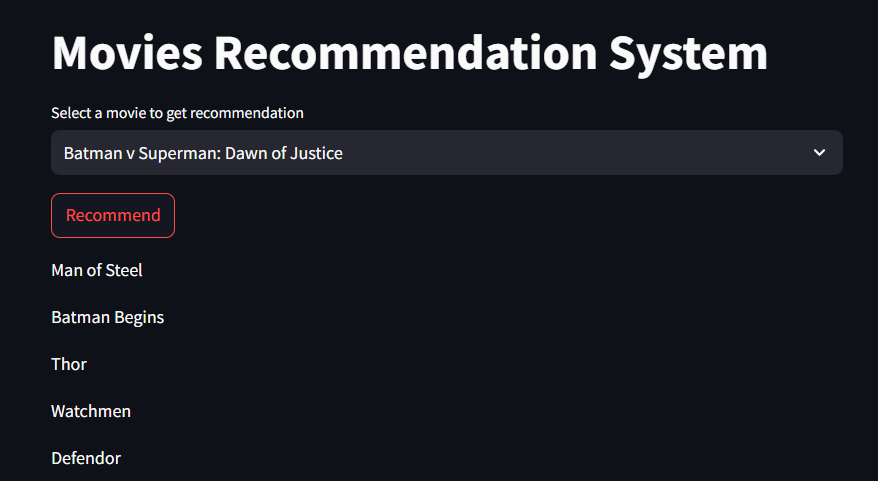 Movies Recommendation System
Select a movie to get recommendation
Batman v Superman: Dawn of Justice
Recommend
Man of Steel
Batman Begins
Thor
Watchmen
Defendor